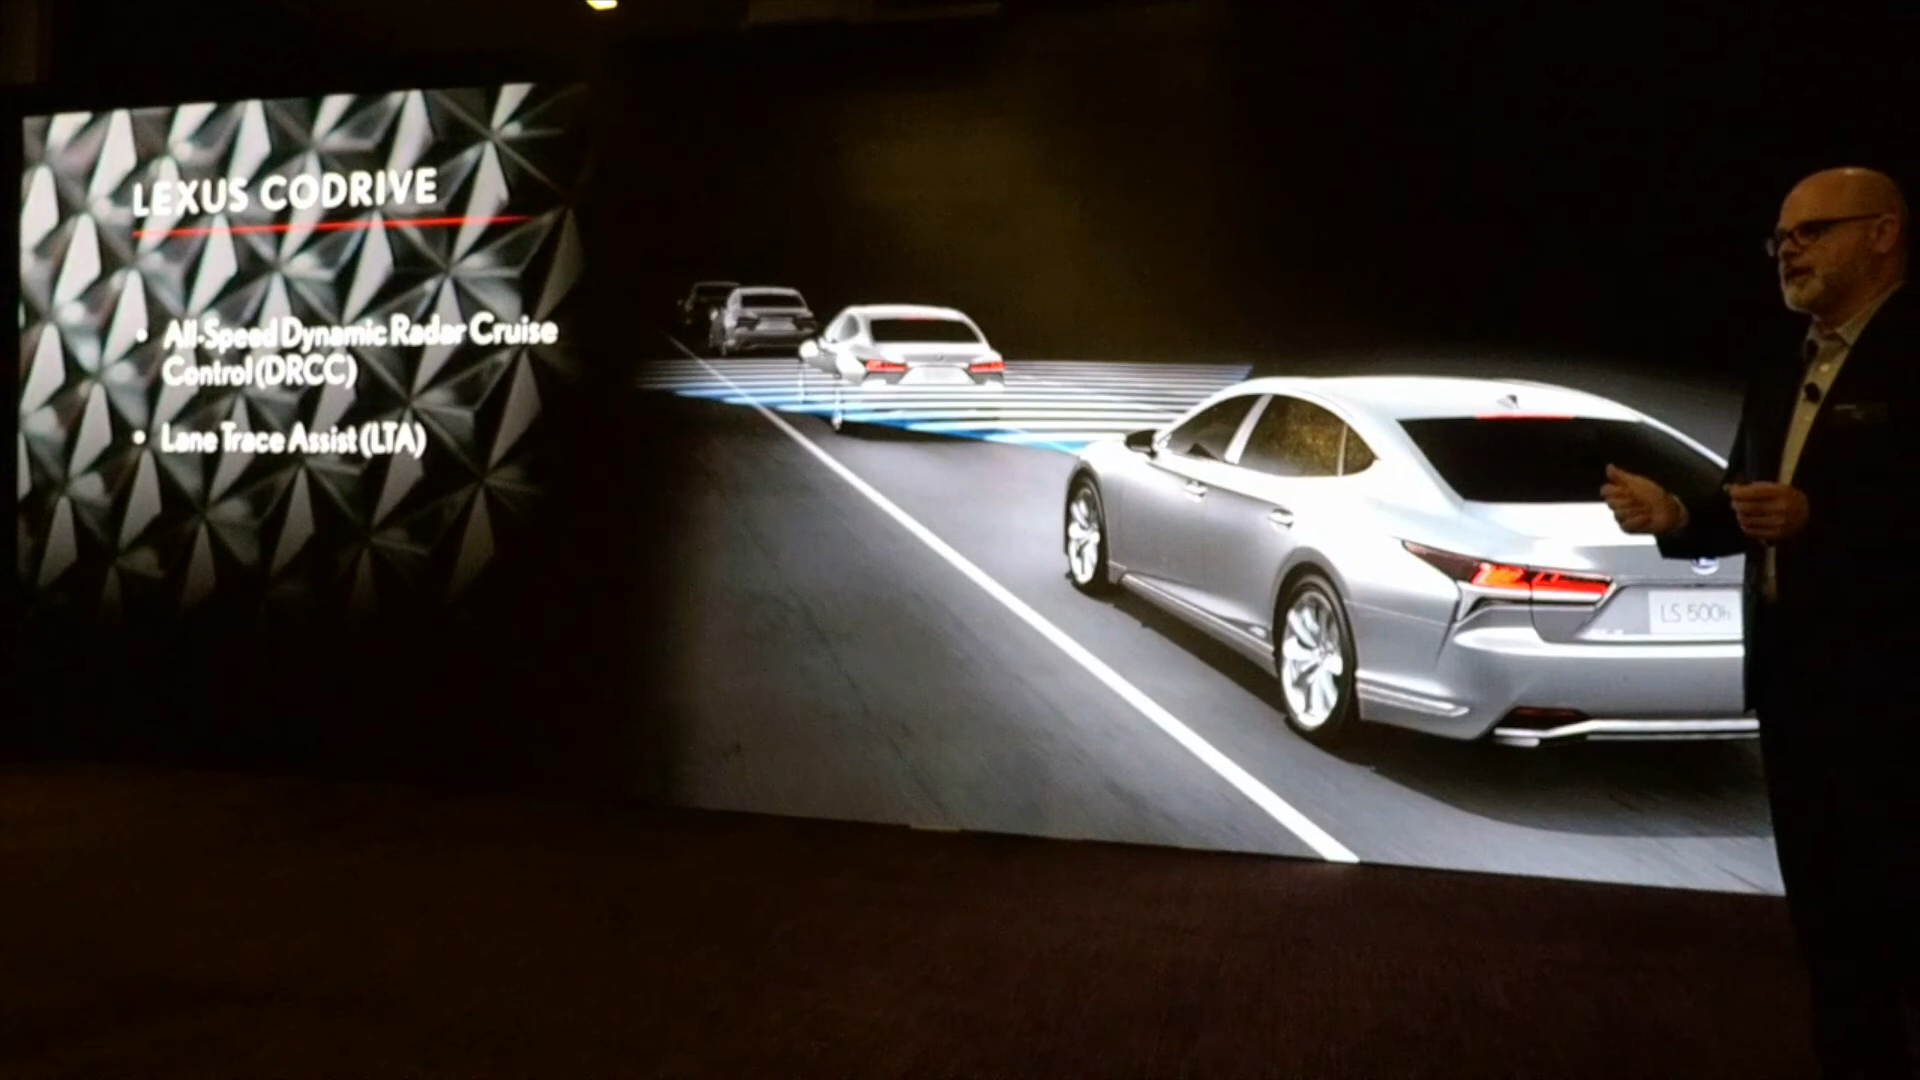 LEXUS CODRIVE
• All-Speed Dynamic Radar Cruise
Control (DRCC)
• Lane Trace Assist (LTA)
LS 500h